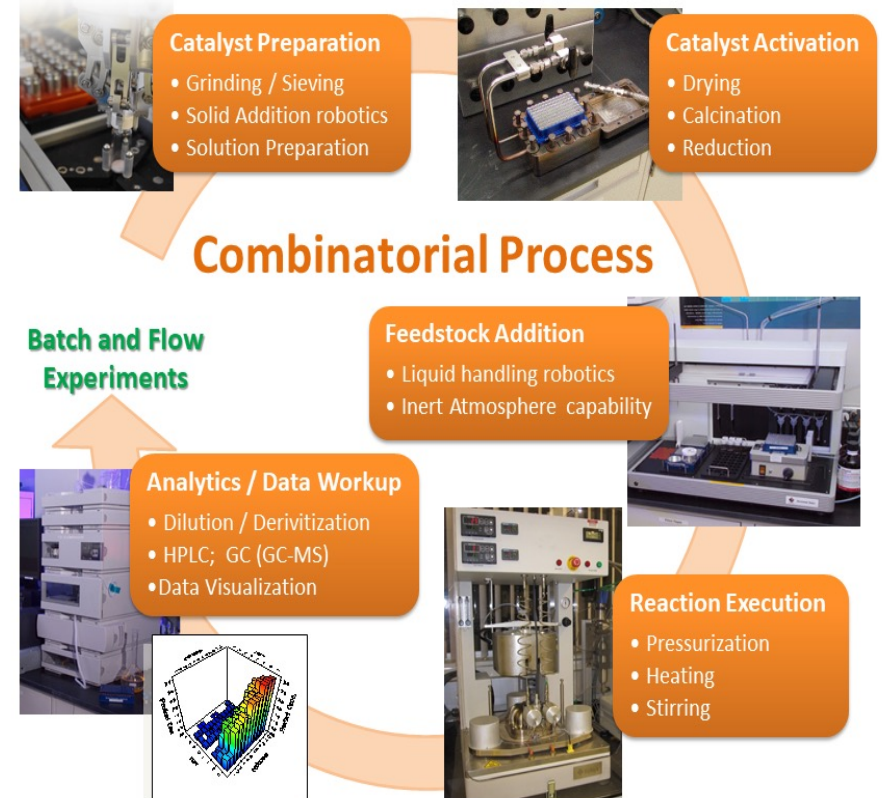 Catalyst Preparation
• Grinding / Sieving
• Solid Addition robotics
• Solution Preparation
Catalyst Activation
• Drying
• Calcination
• Reduction
Combinatorial Process
Batch and Flow
Experiments
Feedstock Addition
• Liquid handling robotics
• Inert Atmosphere capability
Analytics / Data Workup
• Dilution / Derivitization
• HPLC; GC (GC-MS)
•Data Visualization
Reaction Execution
• Pressurization
• Heating
• Stirring